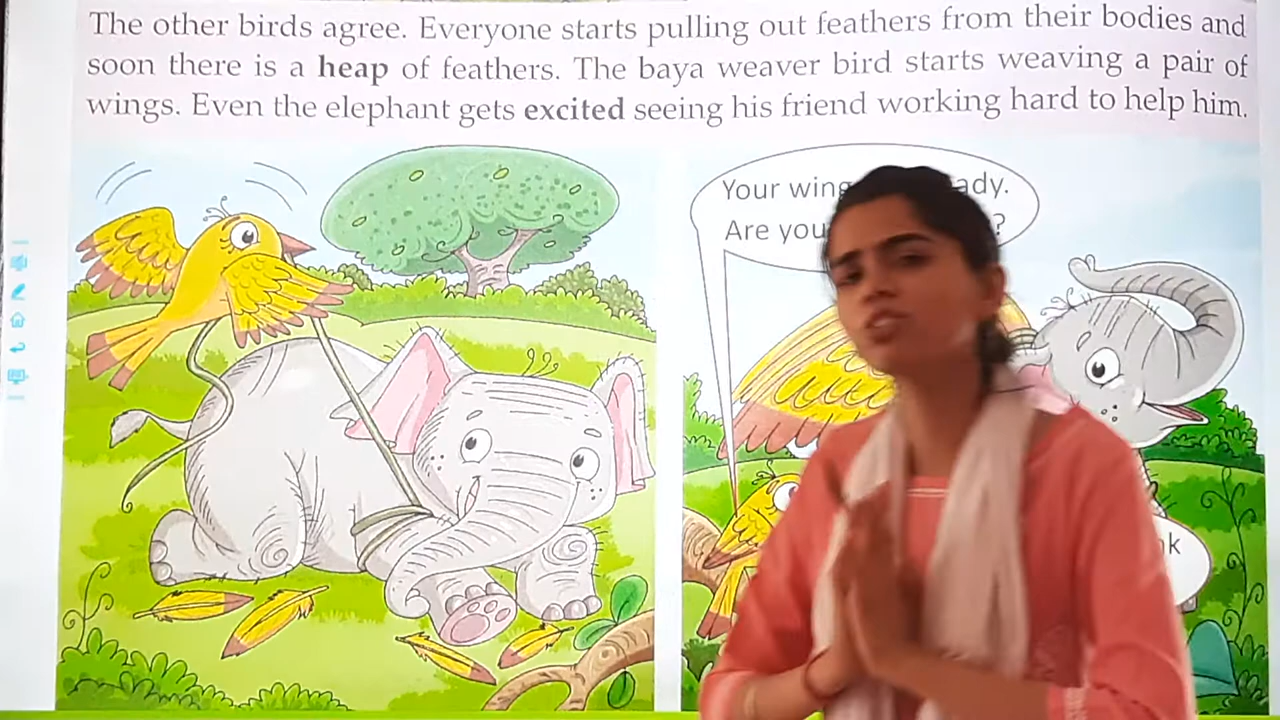 The other birds agree. Everyone starts pulling out feathers from their bodies and
soon there is a heap of feathers. The baya weaver bird starts weaving a pair of
wings. Even the elephant gets excited seeing his friend working hard to help him.
Your
Are you ?